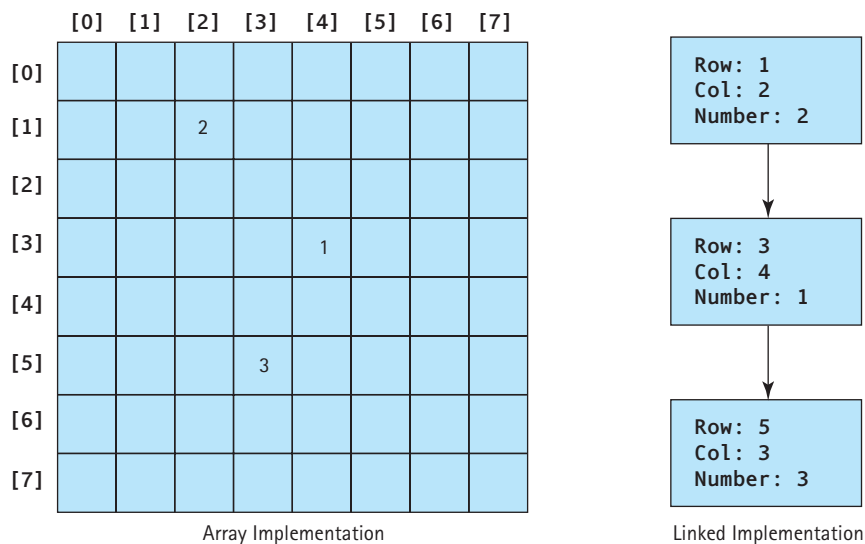 [0] [1] [2] [3] [4] [5] [6] [7]
[0]
[1] 2
[2]
[3] 1
[4]
[5] 3
[6]
[7]
Array Implementation
Row: 1
Col: 2
Number: 2
Row: 3
Col: 4
Number: 1
Row: 5
Col: 3
Number: 3
Linked Implementation